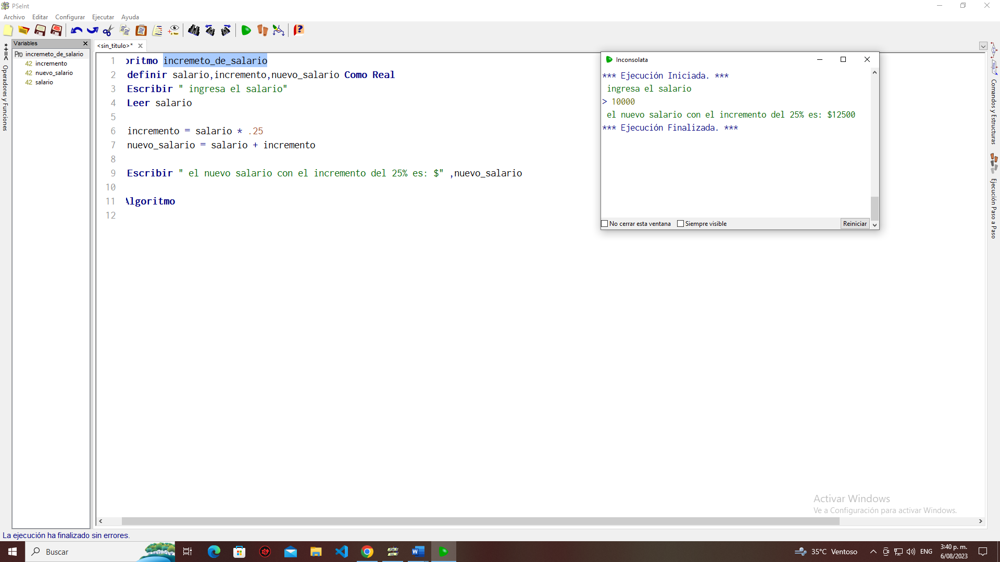 PSeInt
Archivo Editar Configurar Ejecutar Ayuda
Variables
<sin_titulo>*
*+=< Operadores y Funciones
Pro incremeto_de_salario
42 incremento
42 nuevo_salario
42 salario
1 oritmo incremeto_de_salario
2 definir salario,incremento,nuevo_salario Como Real
3 Escribir " ingresa el salario"
4 Leer salario
5
6 incremento = salario * .25
7 nuevo_salario = salario + incremento
8
9 Escribir " el nuevo salario con el incremento del 25% es: $" ,nuevo_salario
10
11 Algoritmo
12
Inconsolata
*** Ejecución Iniciada. ***
ingresa el salario
> 10000
el nuevo salario con el incremento del 25% es: $12500
*** Ejecución Finalizada. ***
No cerrar esta ventana Siempre visible Reiniciar
Comandos y Estructuras
Ejecución Paso a Paso
Activar Windows
Ve a Configuración para activar Windows.
La ejecución ha finalizado sin errores.
Buscar
35°C Ventoso
ENG
3:40 p. m.
6/08/2023